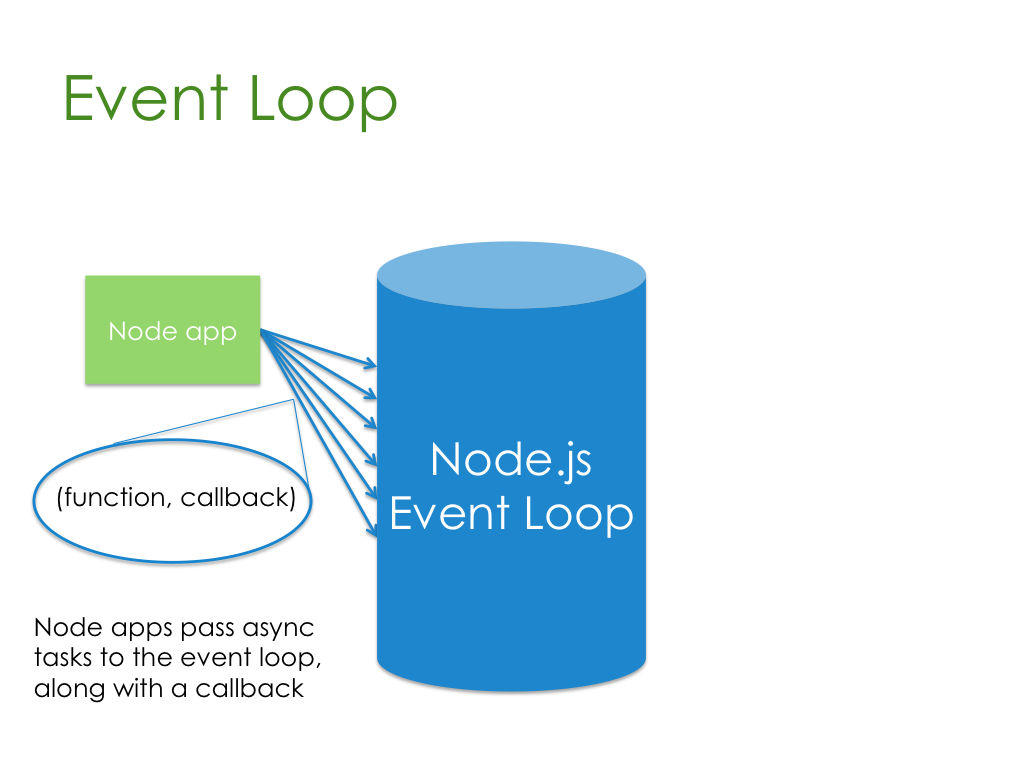 Event Loop
Node app
(function, callback)
Node.js
Event Loop
Node apps pass async
tasks to the event loop,
along with a callback